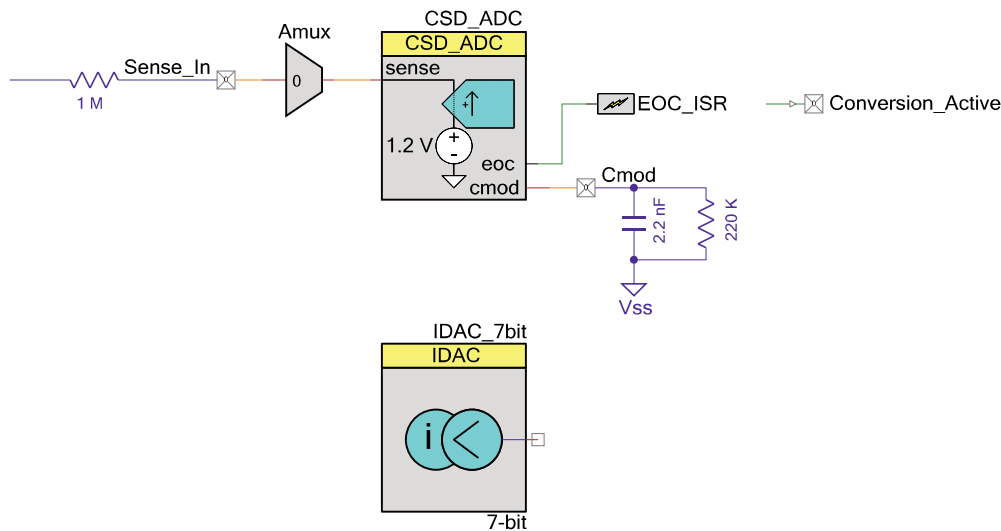 CSD_ADC
Amux
CSD_ADC
Sense_In
sense
0
1 M
+
EOC_ISR
Conversion_Active
1.2 V
+
-
eoc
cmod
Cmod
2.2 nF
220 K
Vss
IDAC_7bit
IDAC
i
7-bit